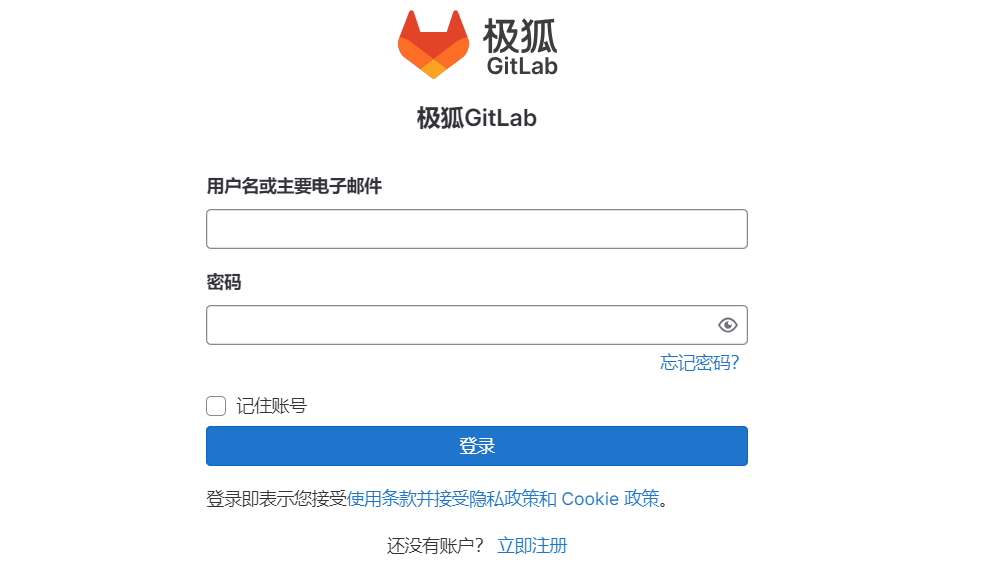 极狐
GitLab
极狐GitLab
用户名或主要电子邮件
密码
忘记密码?
记住账号
登录
登录即表示您接受使用条款并接受隐私政策和 Cookie 政策。
还没有账户? 立即注册